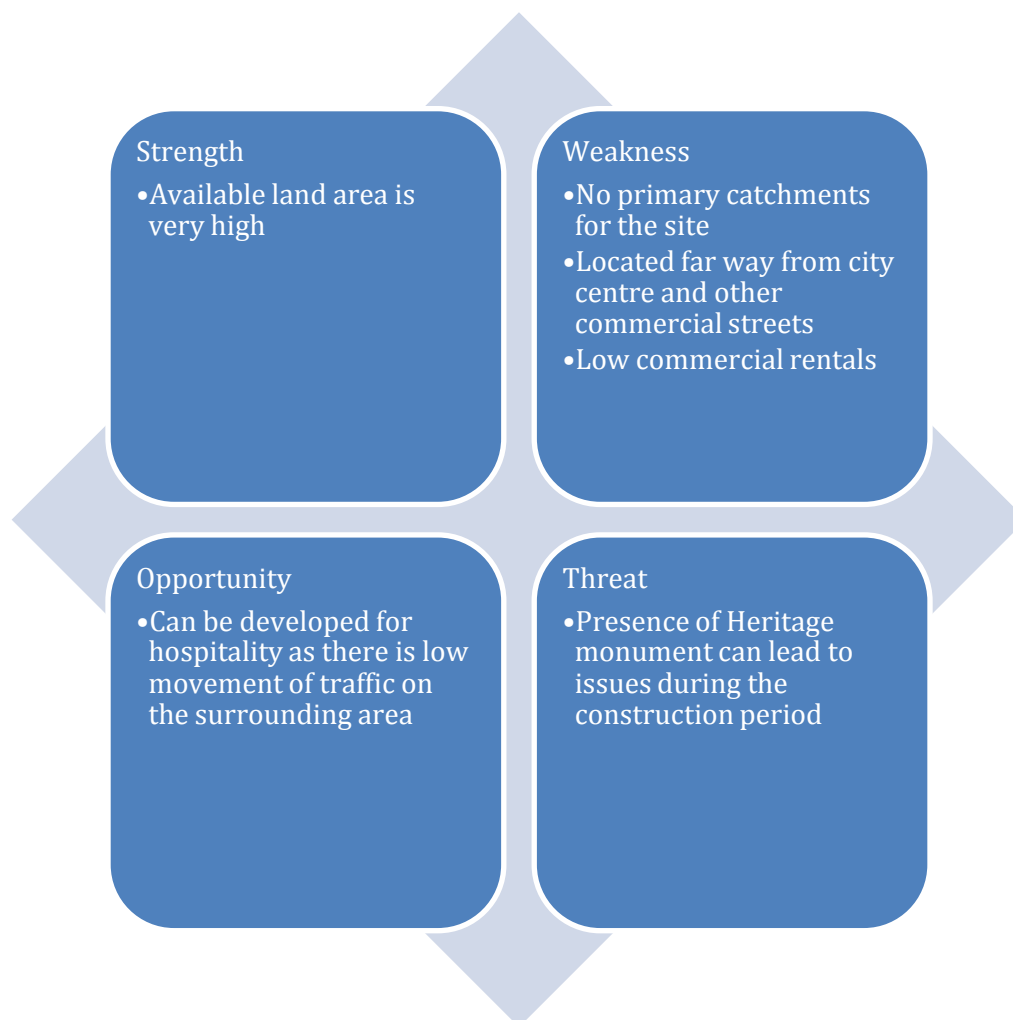 Strength
•Available land area is
very high
Weakness
•No primary catchments
for the site
•Located far way from city
centre and other
commercial streets
•Low commercial rentals
Opportunity
•Can be developed for
hospitality as there is low
movement of traffic on
the surrounding area
Threat
•Presence of Heritage
monument can lead to
issues during the
construction period